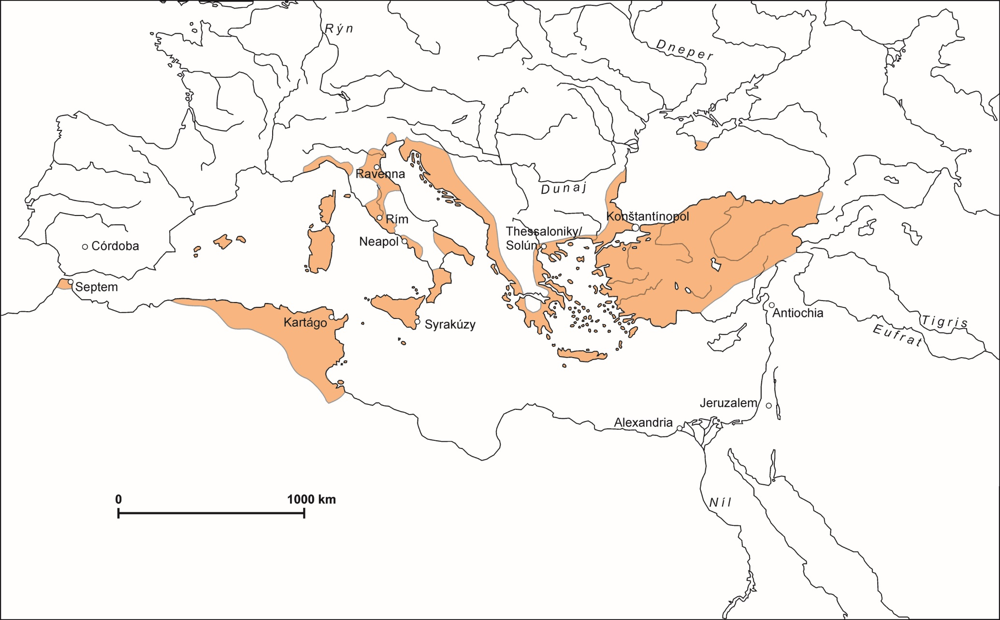 Rýn
Dneper
Ravenna
Dunaj
Rím
Konštantínopol
Thessaloniky/
Solún
Neapol
Córdoba
Septem
Kartágo
Syrakúzy
Antiochia
Tigris
Eufrat
Jeruzalem
Alexandria
0 1000 km
Níl